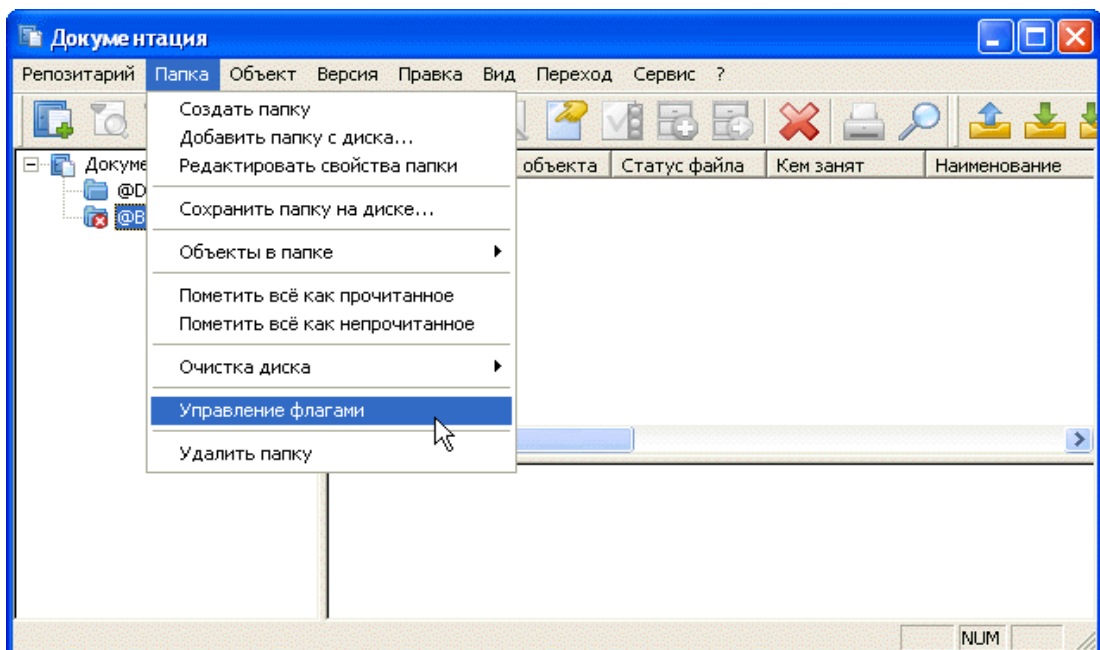 Документация
Репозитарий Папка Объект Версия Правка Вид Переход Сервис ?
Создать папку
Добавить папку с диска...
Редактировать свойства папки
Сохранить папку на диске...
Объекты в папке
Пометить всё как прочитанное
Пометить всё как непрочитанное
Очистка диска
Управление флагами
Удалить папку
Докуме
@D
@B
объекта Статус файла Кем занят Наименование
NUM